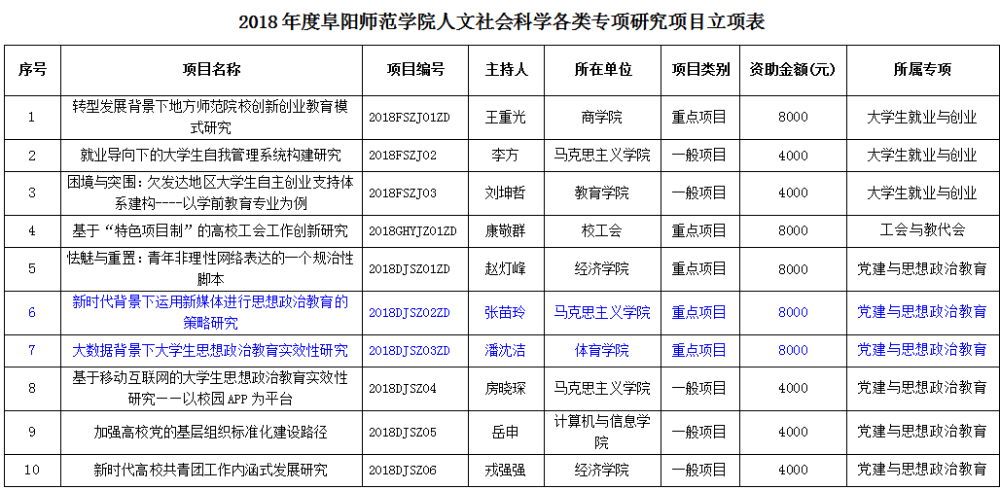 2018年度阜阳师范学院人文社会科学各类专项研究项目立项表
序号 项目名称 项目编号 主持人 所在单位 项目类别 资助金额(元) 所属专项
1 转型发展背景下地方师范院校创新创业教育模 2018FSZJ01ZD 王重光 商学院 重点项目 8000 大学生就业与创业
式研究
2 就业导向下的大学生自我管理系统构建研究 2018FSZJ02 李方 马克思主义学院 一般项目 4000 大学生就业与创业
困境与突围：欠发达地区大学生自主创业支持体
3 系建构----以学前教育专业为例 2018FSZJ03 刘坤哲 教育学院 一般项目 4000 大学生就业与创业
4 基于“特色项目制”的高校工会工作创新研究 2018GHYJZ01ZD 康敬群 校工会 重点项目 8000 工会与教代会
5 怯魅与重置：青年非理性网络表达的一个规治性 2018DJSZ01ZD 赵灯峰 经济学院 重点项目 8000 党建与思想政治教育
脚本
6 新时代背景下运用新媒体进行思想政治教育的 2018DJSZ02ZD 张苗玲 马克思主义学院 重点项目 8000 党建与思想政治教育
策略研究
7 大数据背景下大学生思想政治教育实效性研究 2018DJSZ03ZD 潘沈洁 体育学院 重点项目 8000 党建与思想政治教育
8 基于移动互联网的大学生思想政治教育实效性 2018DJSZ04 房晓琛 马克思主义学院 一般项目 4000 党建与思想政治教育
研究——以校园APP为平台
9 加强高校党的基层组织标准化建设路径 2018DJSZ05 岳申 计算机与信息学 一般项目 4000 党建与思想政治教育
院
10 新时代高校共青团工作内涵式发展研究 2018DJSZ06 戎强强 经济学院 一般项目 4000 党建与思想政治教育